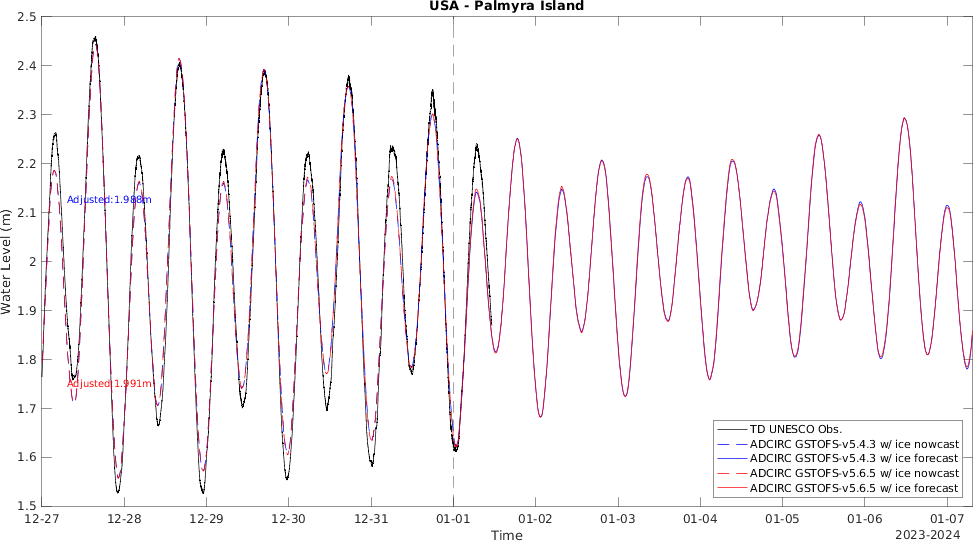 USA - Palmyra Island
2.5
2.4
2.3
2.2
2.1
2
1.9
1.8
1.7
1.6
1.5
Water Level (m)
Adjusted:1.988m
Adjusted:1.991m
TD UNESCO Obs.
ADCIRC GSTOFS-v5.4.3 w/ ice nowcast
ADCIRC GSTOFS-v5.4.3 w/ ice forecast
ADCIRC GSTOFS-v5.6.5 w/ ice nowcast
ADCIRC GSTOFS-v5.6.5 w/ ice forecast
12-27 12-28 12-29 12-30 12-31 01-01 01-02 01-03 01-04 01-05 01-06 01-07
Time
2023-2024